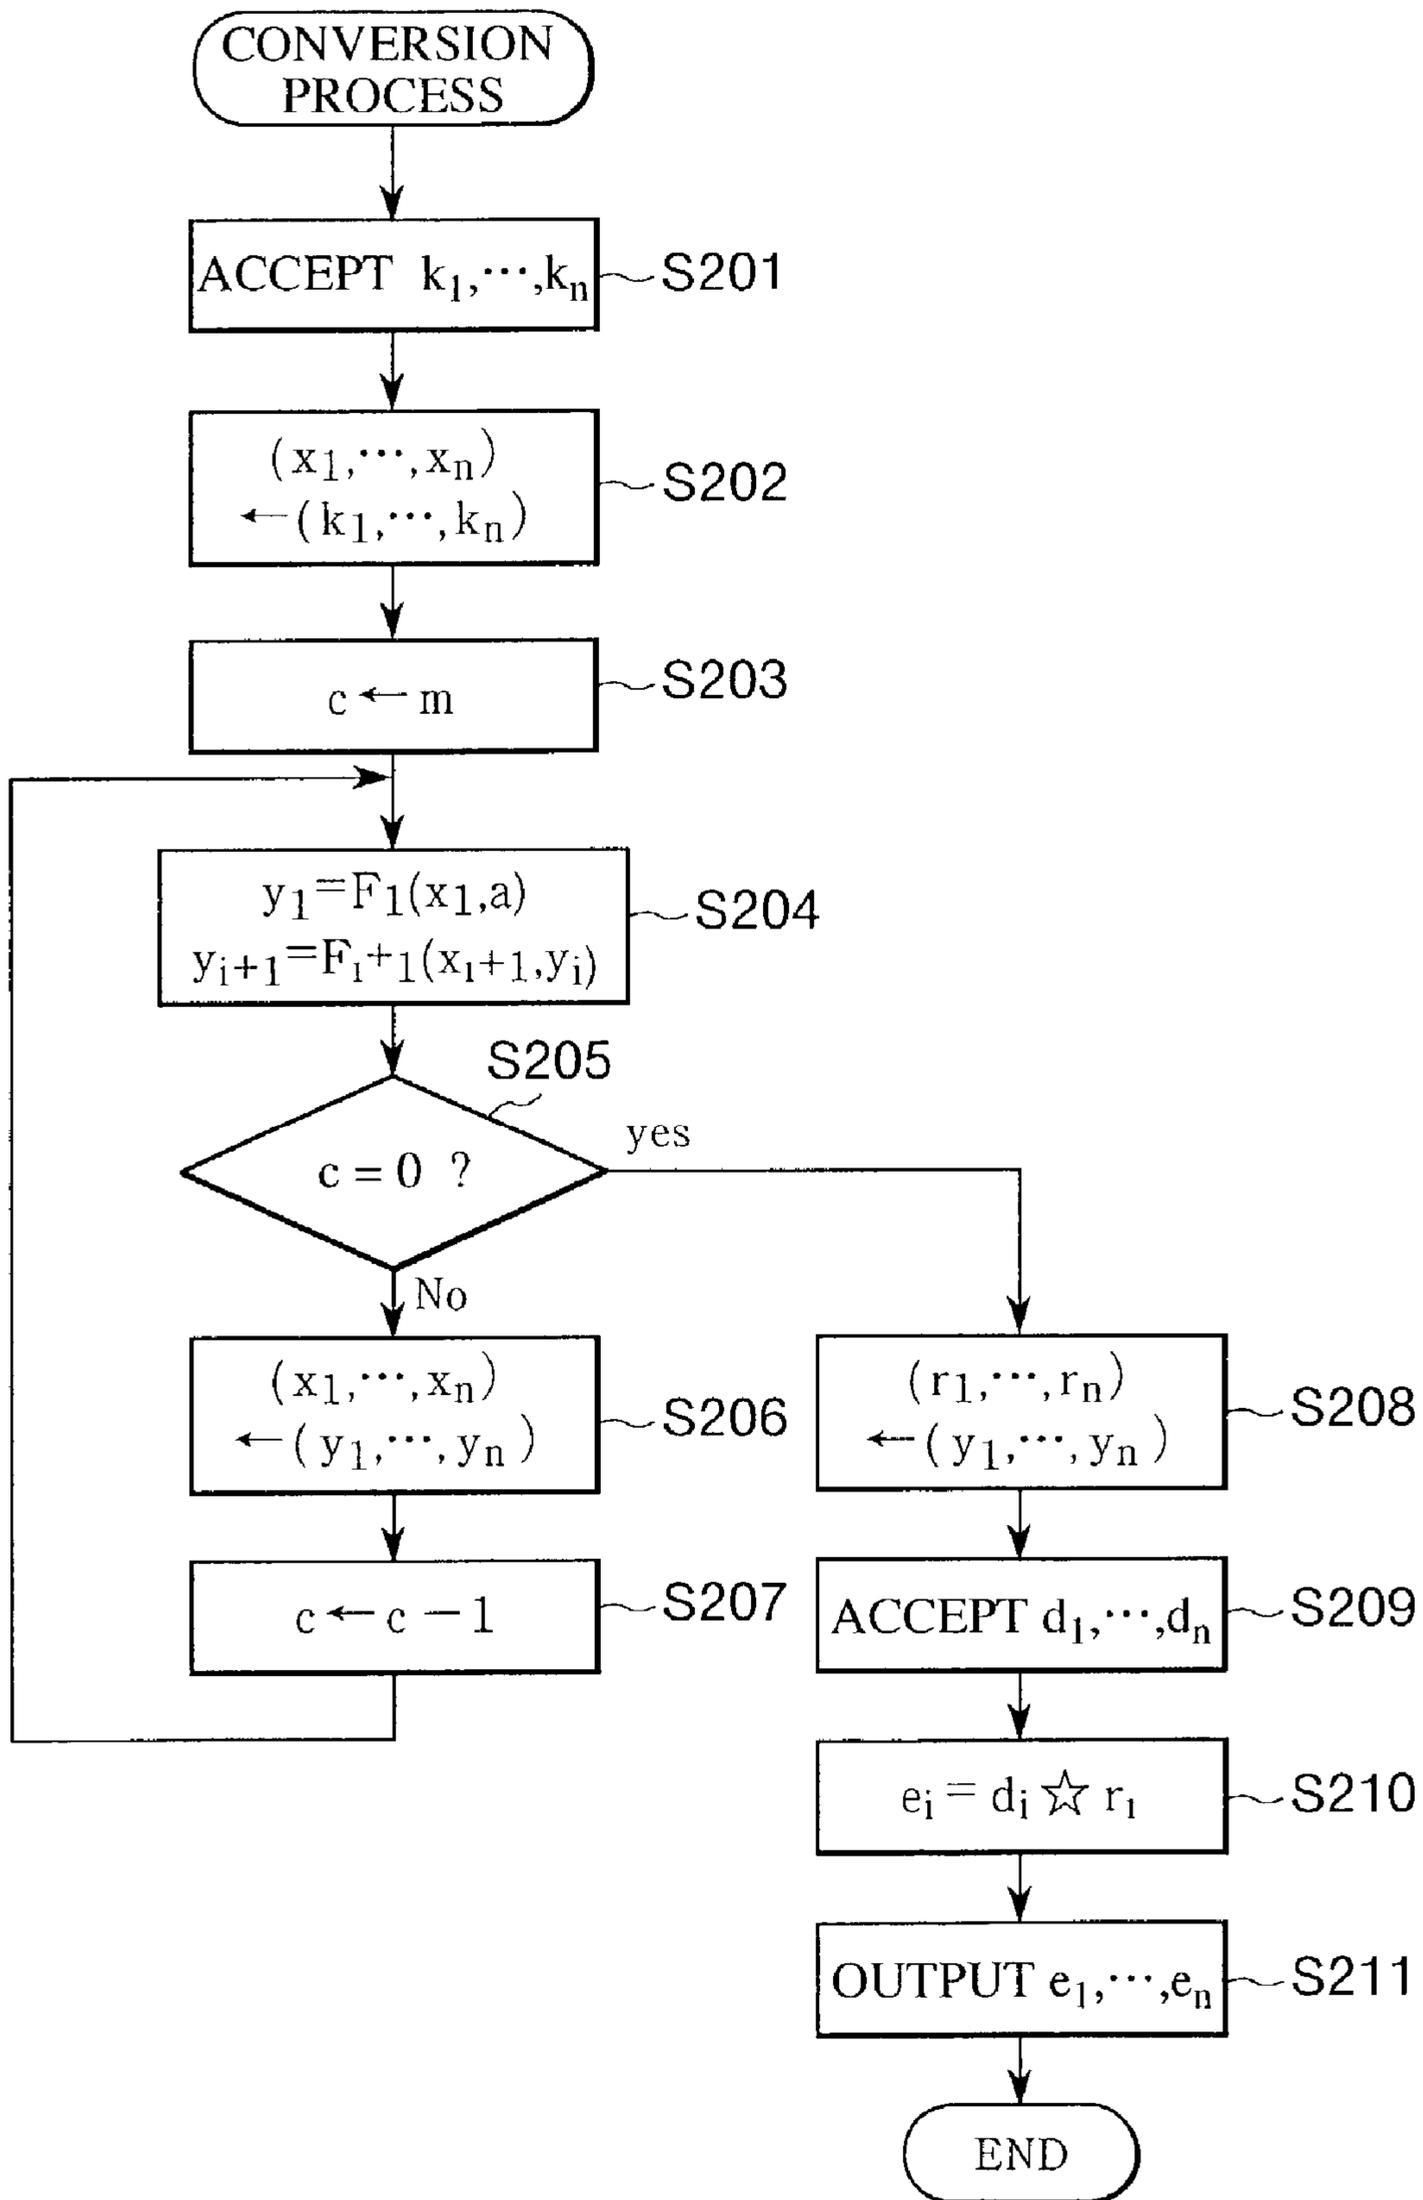 CONVERSION
PROCESS
ACCEPT k₁,⋯,kₙ
S201
(x₁,⋯,xₙ)
←(k₁,⋯,kₙ)
S202
c←m
S203
y₁=F₁(x₁,a)
yᵢ₊₁=Fᵢ+₁(xᵢ+₁,yᵢ)
S204
S205
c=0 ?
yes
No
(x₁,⋯,xₙ)
←(y₁,⋯,yₙ)
S206
c←c−1
S207
(r₁,⋯,rₙ)
←(y₁,⋯,yₙ)
S208
ACCEPT d₁,⋯,dₙ
S209
eᵢ=dᵢ☆rᵢ
S210
OUTPUT e₁,⋯,eₙ
S211
END